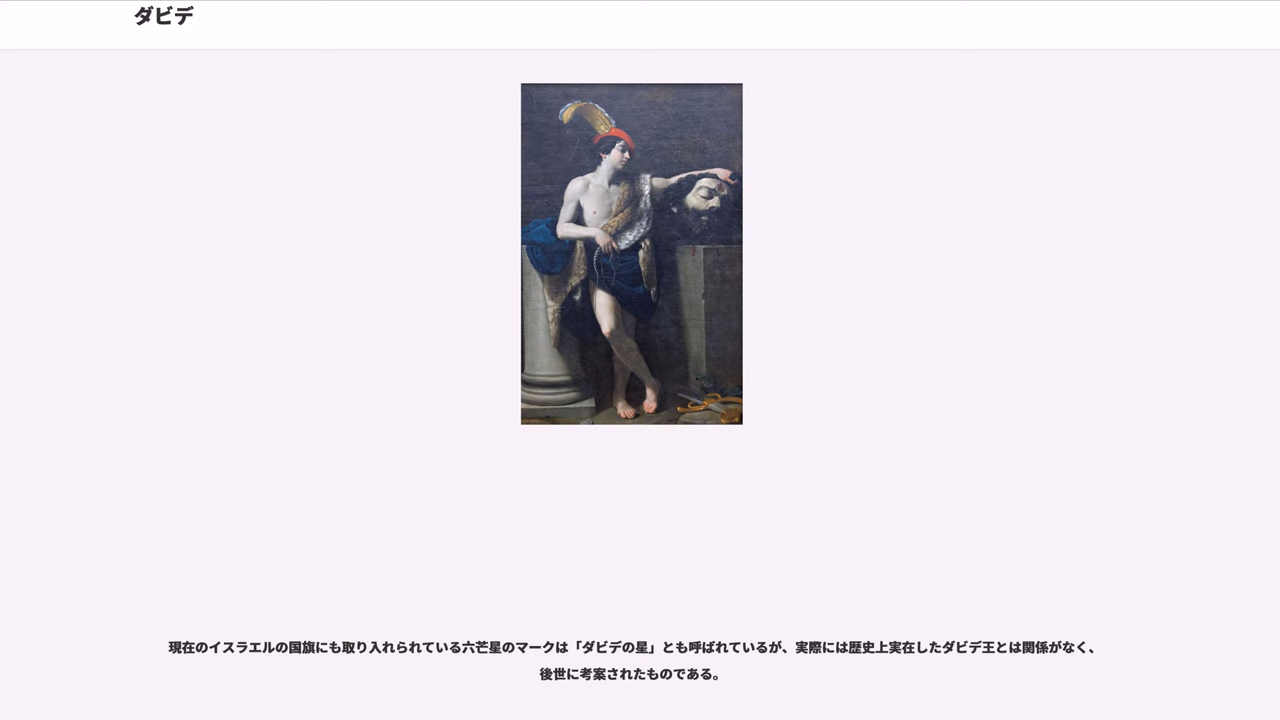 ダビデ
現在のイスラエルの国旗にも取り入れられている六芒星のマークは「ダビデの星」とも呼ばれているが、実際には歴史上実在したダビデ王とは関係がなく、
後世に考案されたものである。